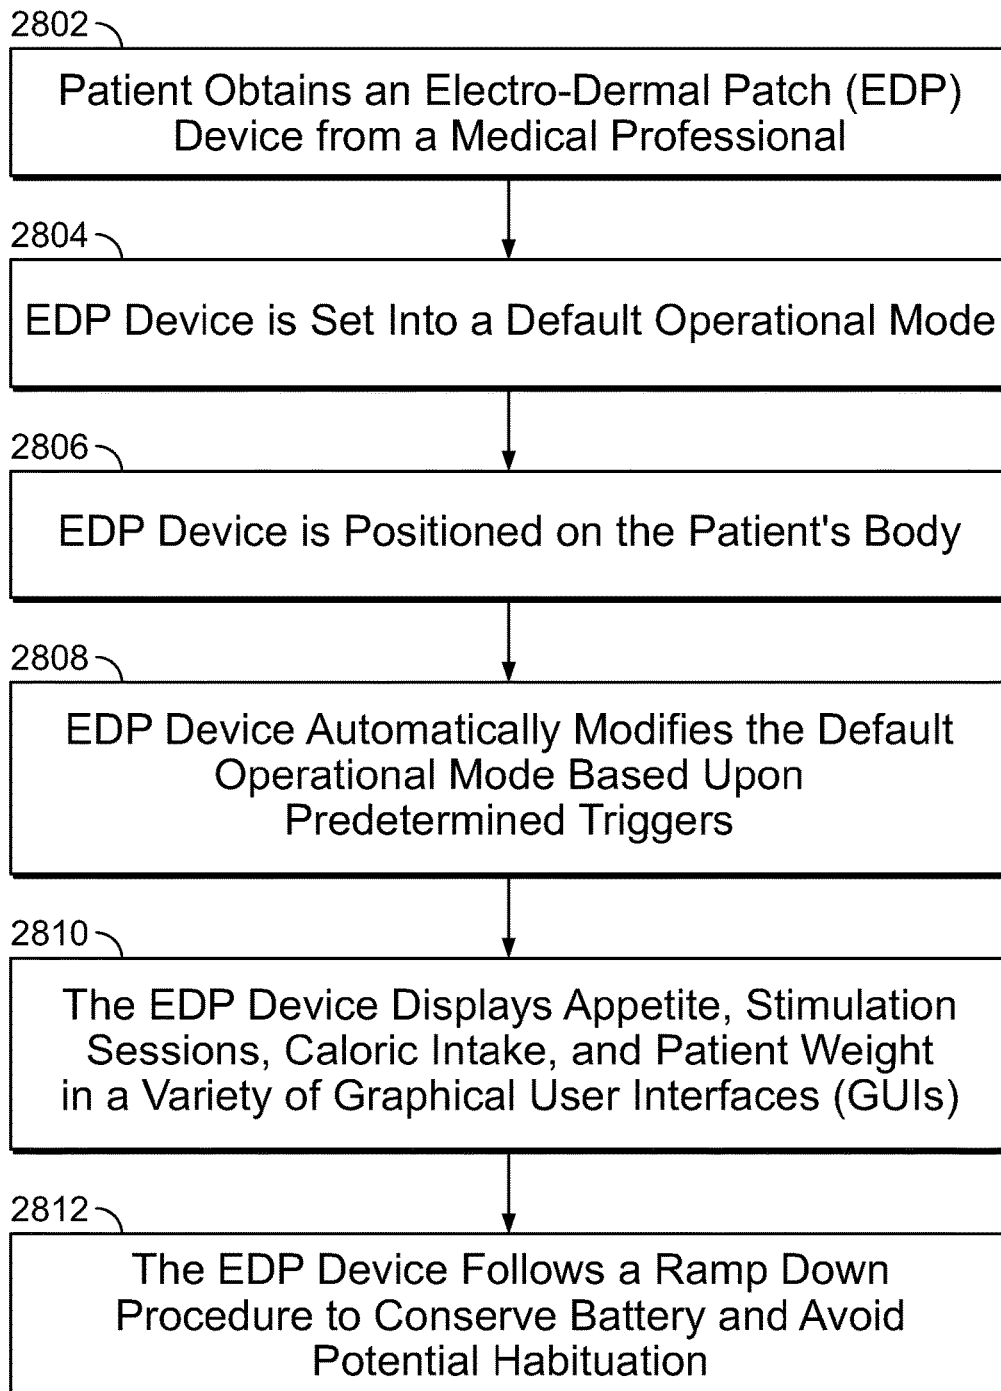 2802
Patient Obtains an Electro-Dermal Patch (EDP)
Device from a Medical Professional
2804
EDP Device is Set Into a Default Operational Mode
2806
EDP Device is Positioned on the Patient's Body
2808
EDP Device Automatically Modifies the Default
Operational Mode Based Upon
Predetermined Triggers
2810
The EDP Device Displays Appetite, Stimulation
Sessions, Caloric Intake, and Patient Weight
in a Variety of Graphical User Interfaces (GUIs)
2812
The EDP Device Follows a Ramp Down
Procedure to Conserve Battery and Avoid
Potential Habituation